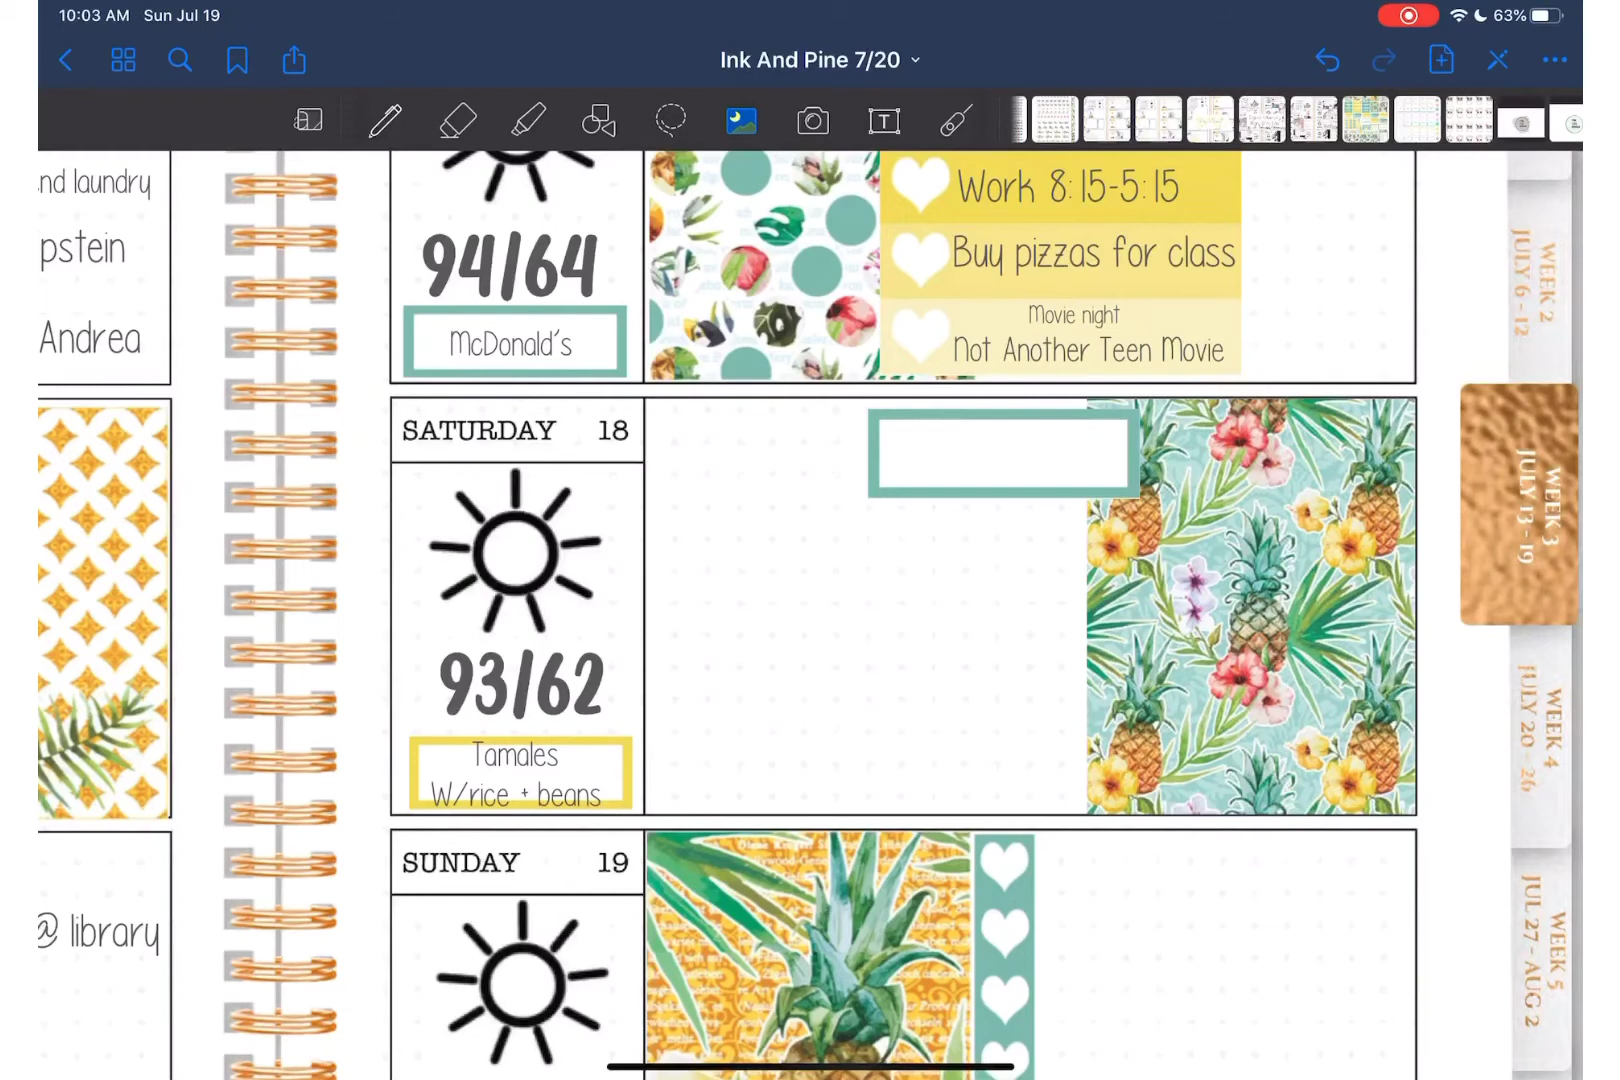 10:03 AM Sun Jul 19
63%
Ink And Pine 7/20
T
nd laundry
pstein
Andrea
@ library
94/64
McDonald's
Work 8:15-5:15
Buy pizzas for class
Movie night
Not Another Teen Movie
SATURDAY 18
93/62
Tamales
W/rice + beans
SUNDAY 19
WEEK 2
JULY 6 - 12
WEEK 3
JULY 13 - 19
WEEK 4
JULY 20 - 26
WEEK 5
JUL 27 - AUG 2